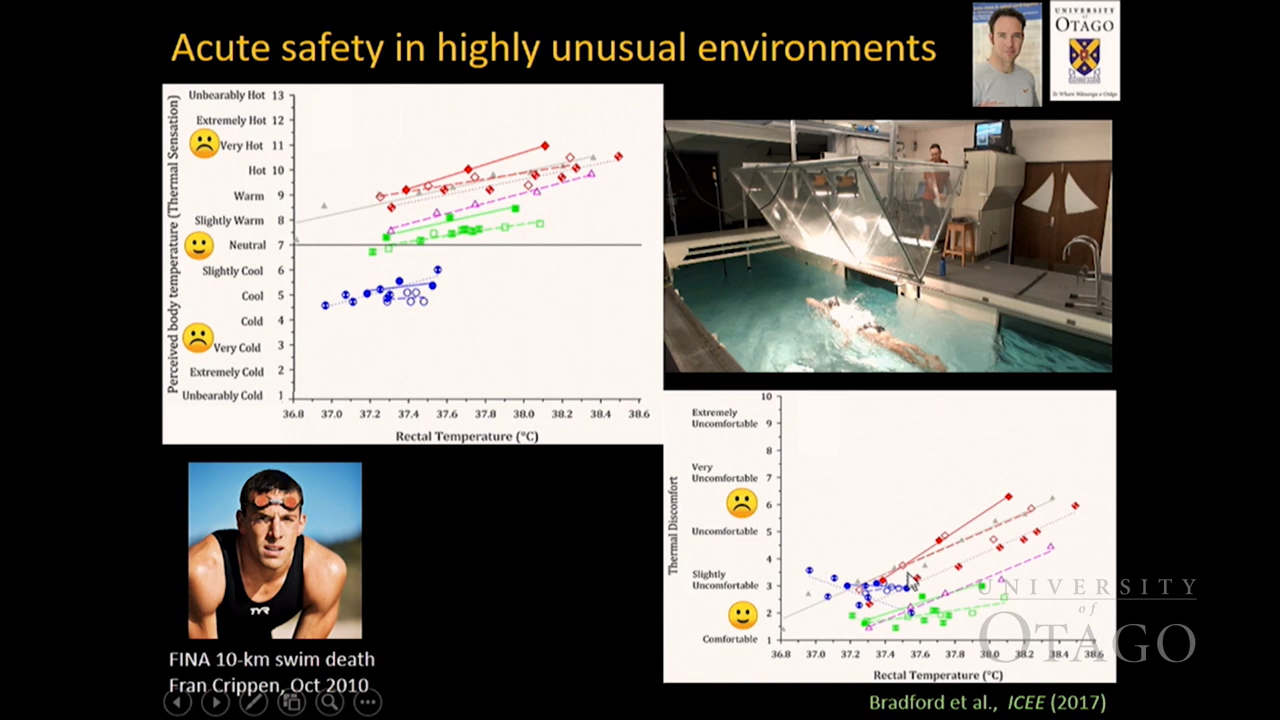 Acute safety in highly unusual environments
UNIVERSITY
of
OTAGO
Te Whare Wānanga o Otāgo
Perceived body temperature (Thermal Sensation)
Unbearably Hot 13
Extremely Hot 12
Very Hot 11
Hot 10
Warm 9
Slightly Warm 8
Neutral 7
Slightly Cool 6
Cool 5
Cold 4
Very Cold 3
Extremely Cold 2
Unbearably Cold 1
36.8 37.0 37.2 37.4 37.6 37.8 38.0 38.2 38.4 38.6
Rectal Temperature (°C)
Thermal Discomfort
10
Extremely
Uncomfortable 9
8
Very
Uncomfortable 7
6
Uncomfortable 5
4
Slightly
Uncomfortable 3
2
Comfortable 1
36.8 37.0 37.2 37.4 37.6 37.8 38.0 38.2 38.4 38.6
Rectal Temperature (°C)
UNIVERSITY
of
OTAGO
TYR
FINA 10-km swim death
Fran Crippen, Oct 2010
Bradford et al., ICEE (2017)